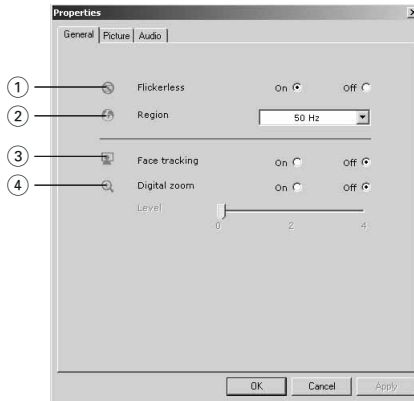 Properties
General Picture Audio
1 Flickerless On Off
2 Region 50 Hz
3 Face tracking On Off
4 Digital zoom On Off
Level
0 2 4
OK Cancel Apply